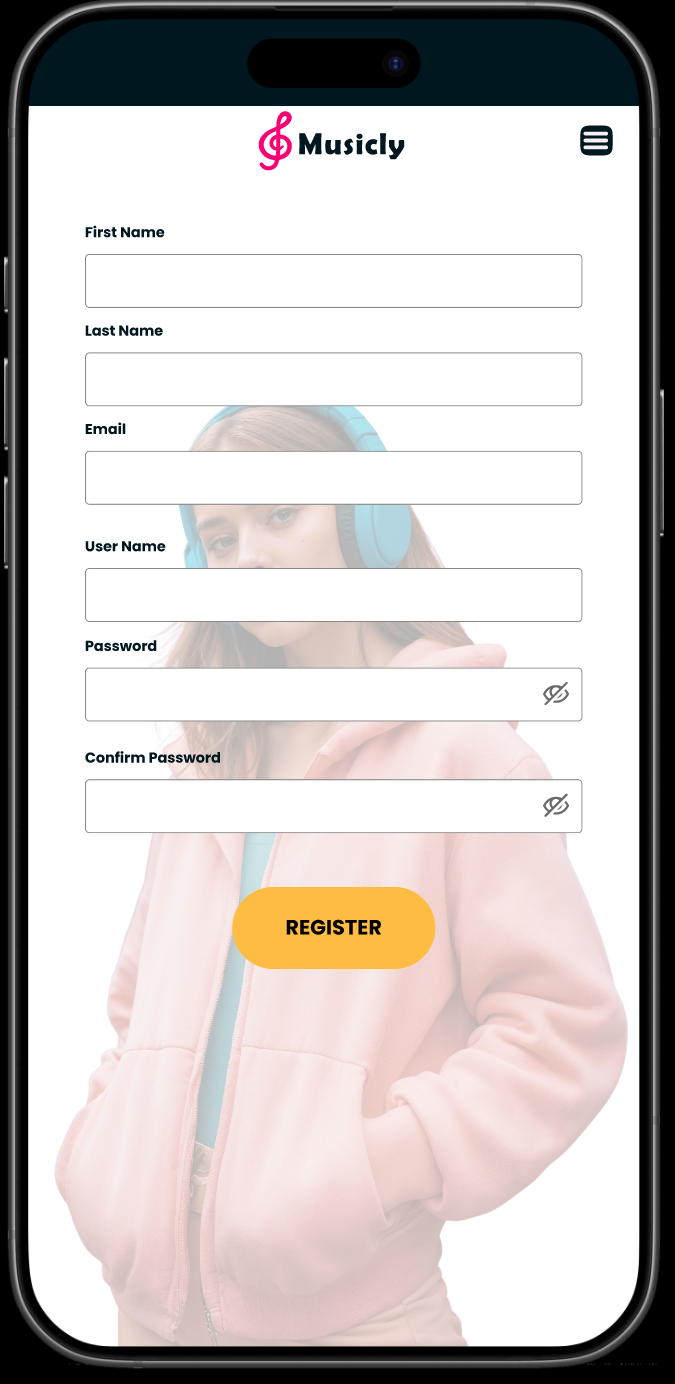 Musicly
First Name
Last Name
Email
User Name
Password
Confirm Password
REGISTER